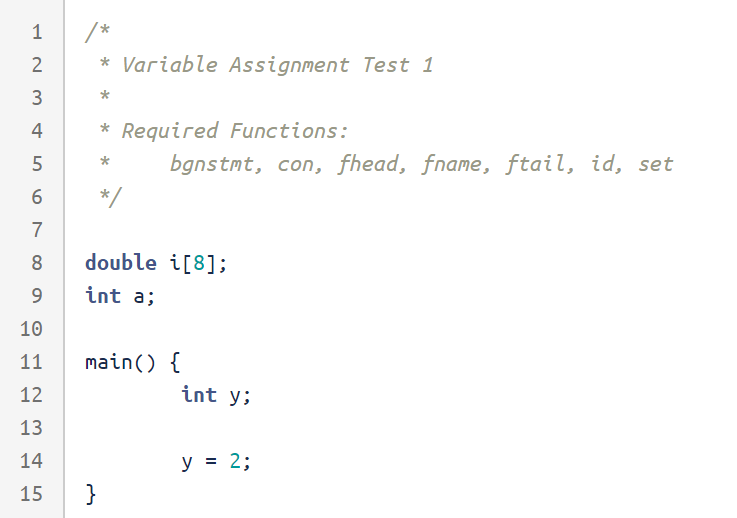 1 /*
2  * Variable Assignment Test 1
3  *
4  * Required Functions:
5  *     bgnstmt, con, fhead, fname, ftail, id, set
6  */
7
8 double i[8];
9 int a;
10
11 main() {
12         int y;
13
14         y = 2;
15 }